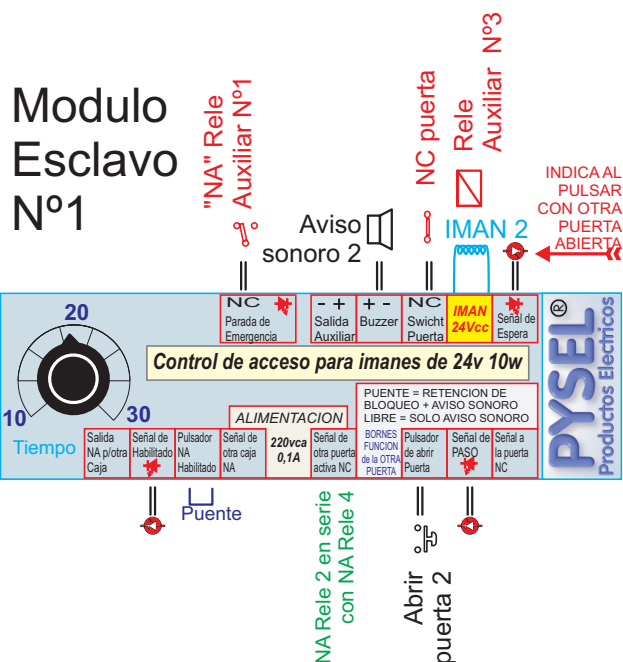 Modulo
Esclavo
Nº1
"NA" Rele
Auxiliar Nº1
Aviso
sonoro 2
NC puerta
Rele
Auxiliar Nº3
IMAN 2
INDICA AL
PULSAR
CON OTRA
PUERTA
ABIERTA
10
20
30
Tiempo
NC
Parada de
Emergencia
- +
Salida
Auxiliar
+ -
Buzzer
NC
Swicht
Puerta
IMAN
24Vcc
Señal de
Espera
Control de acceso para imanes de 24v 10w
PUENTE = RETENCION DE
BLOQUEO + AVISO SONORO
LIBRE = SOLO AVISO SONORO
ALIMENTACION
Salida
NA p/otra
Caja
Señal de
Habilitado
Pulsador
NA
Habilitado
Señal de
otra caja
NA
220vca
0,1A
Señal de
otra puerta
activa NC
BORNES
FUNCION
de la OTRA
PUERTA
Pulsador
de abrir
Puerta
Señal de
PASO
Señal a
la puerta
NC
PYSEL®
Productos Electricos
Puente
NA Rele 2 en serie
con NA Rele 4
Abrir
puerta 2